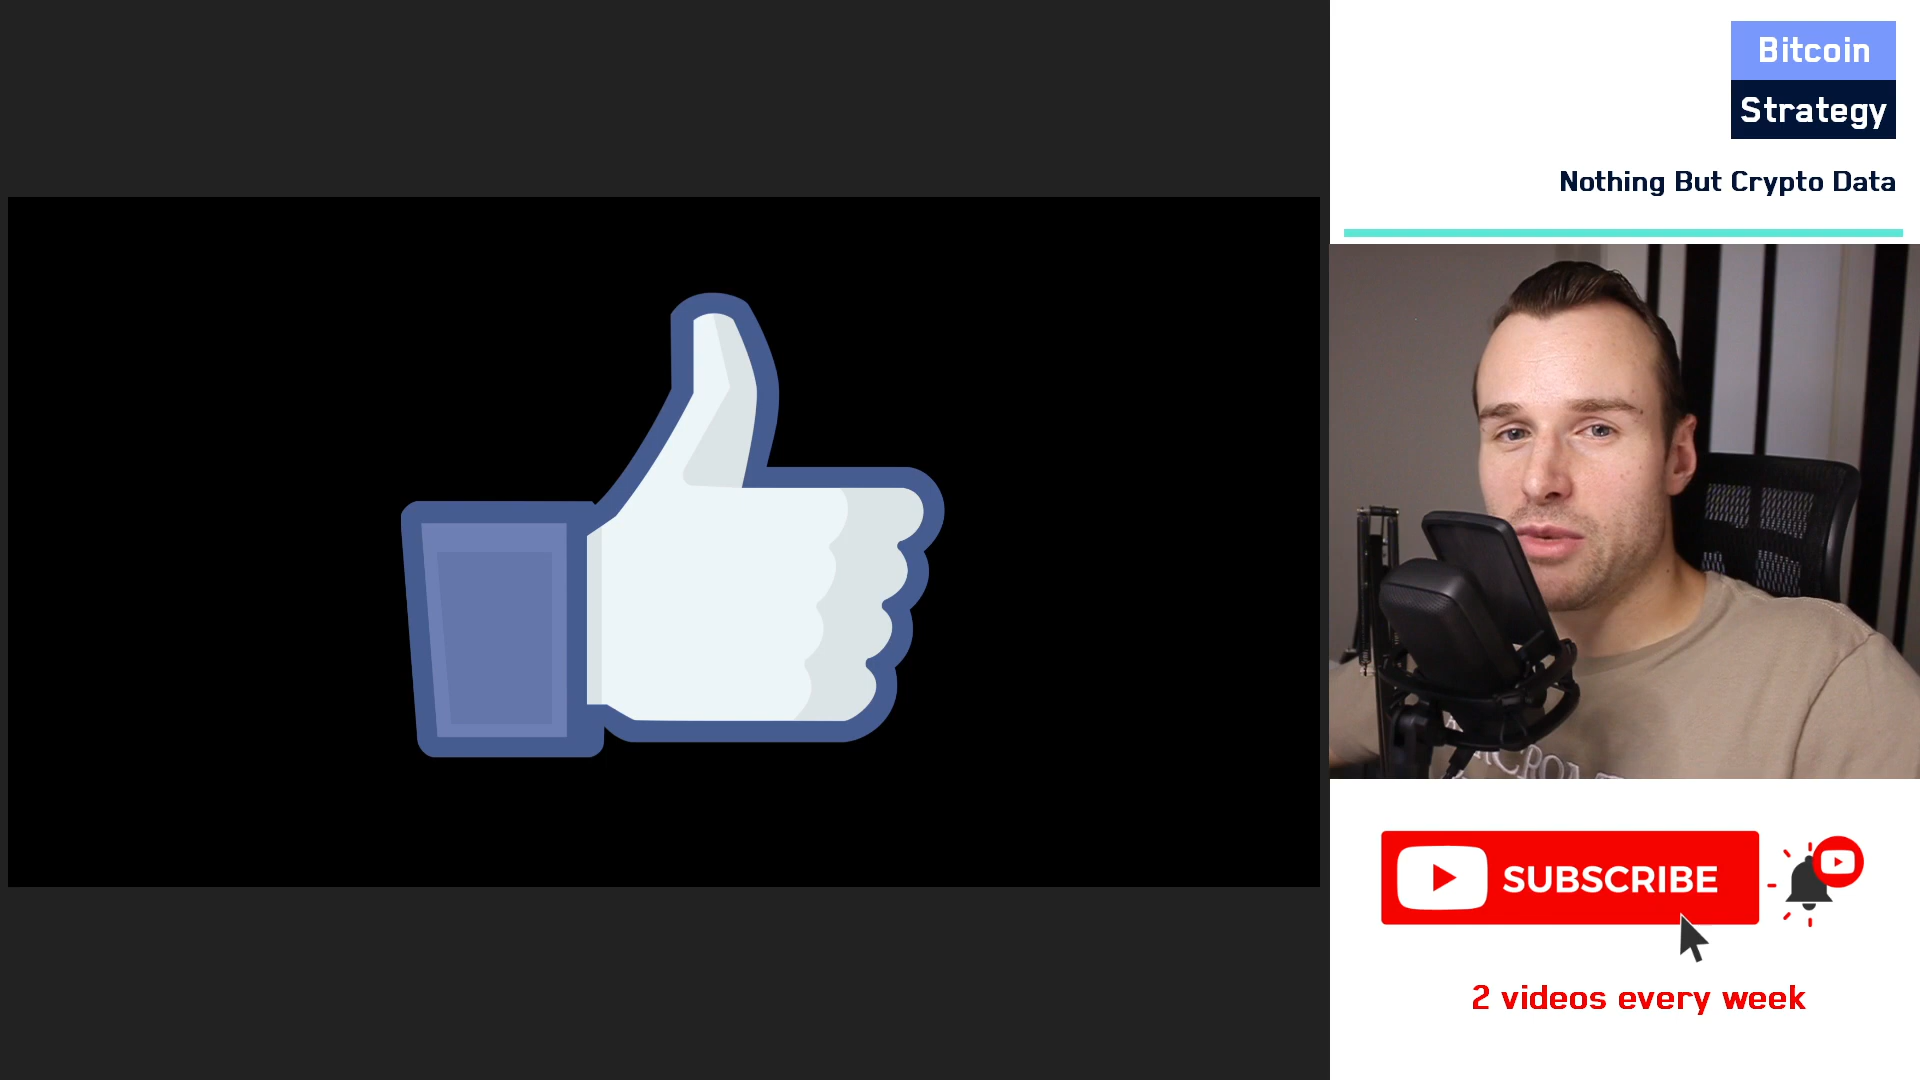 Bitcoin
Strategy
Nothing But Crypto Data
SUBSCRIBE
2 videos every week